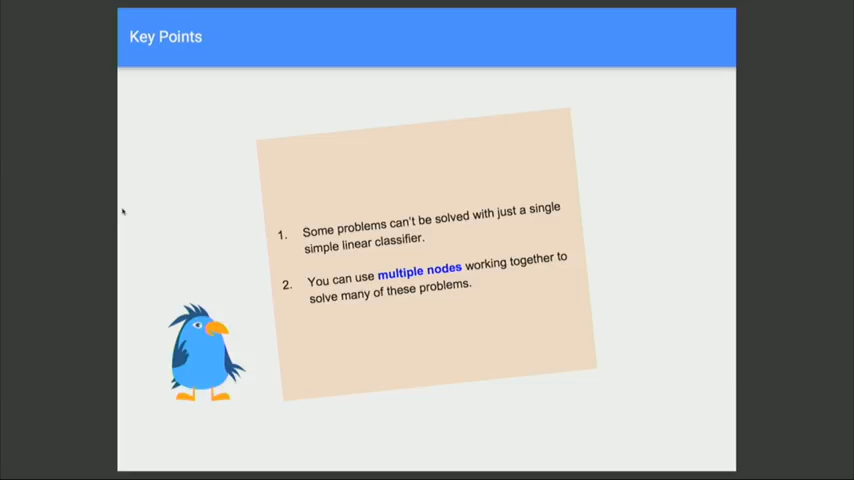 Key Points
1. Some problems can't be solved with just a single
simple linear classifier.
2. You can use multiple nodes working together to
solve many of these problems.